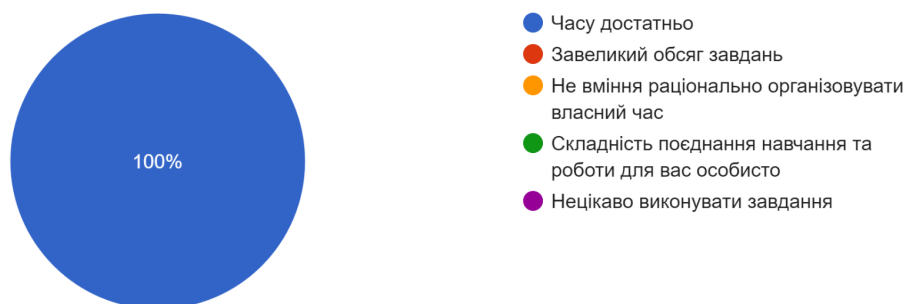 100%
Часу достатньо
Завеликий обсяг завдань
Не вміння раціонально організовувати
власний час
Складність поєднання навчання та
роботи для вас особисто
Нецікаво виконувати завдання